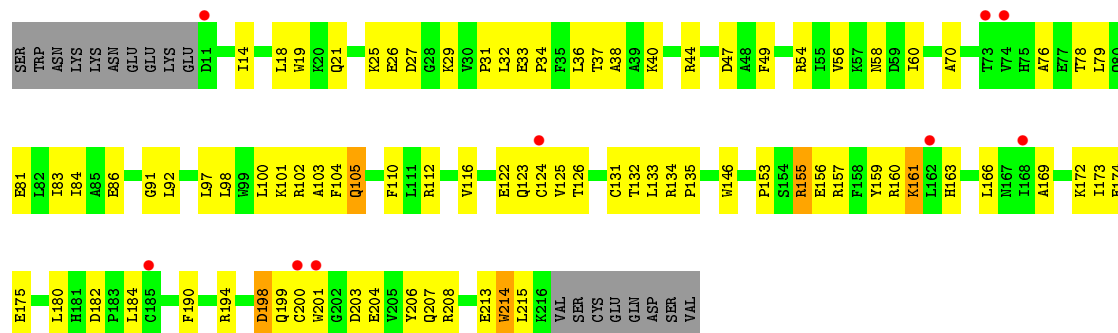 SER TRP ASN LYS LYS ASN GLU GLU LYS GLU D11 I14 L18 W19 K20 Q21 K25 E26 D27 G28 K29 V30 P31 L32 E33 P34 F35 L36 T37 A38 A39 K40 R44 D47 A48 F49 R54 I55 V56 K57 N58 D59 I60 A70 T73 V74 H75 A76 E77 T78 L79 Q80
E81 L82 I83 I84 A85 E86 G91 L92 L97 L98 W99 L100 K101 R102 A103 F104 Q105 F110 L111 R112 V116 E122 Q123 C124 V125 T126 C131 T132 L133 R134 P135 W146 P153 S154 R155 E156 R157 F158 Y159 R160 K161 L162 H163 L166 N167 I168 A169 K172 I173
E175 L180 H181 D182 P183 L184 C185 F190 R194 D198 Q199 C200 W201 G202 D203 E204 V205 Y206 Q207 R208 E213 W214 L215 K216 VAL SER CYS GLU GLN ASP SER VAL